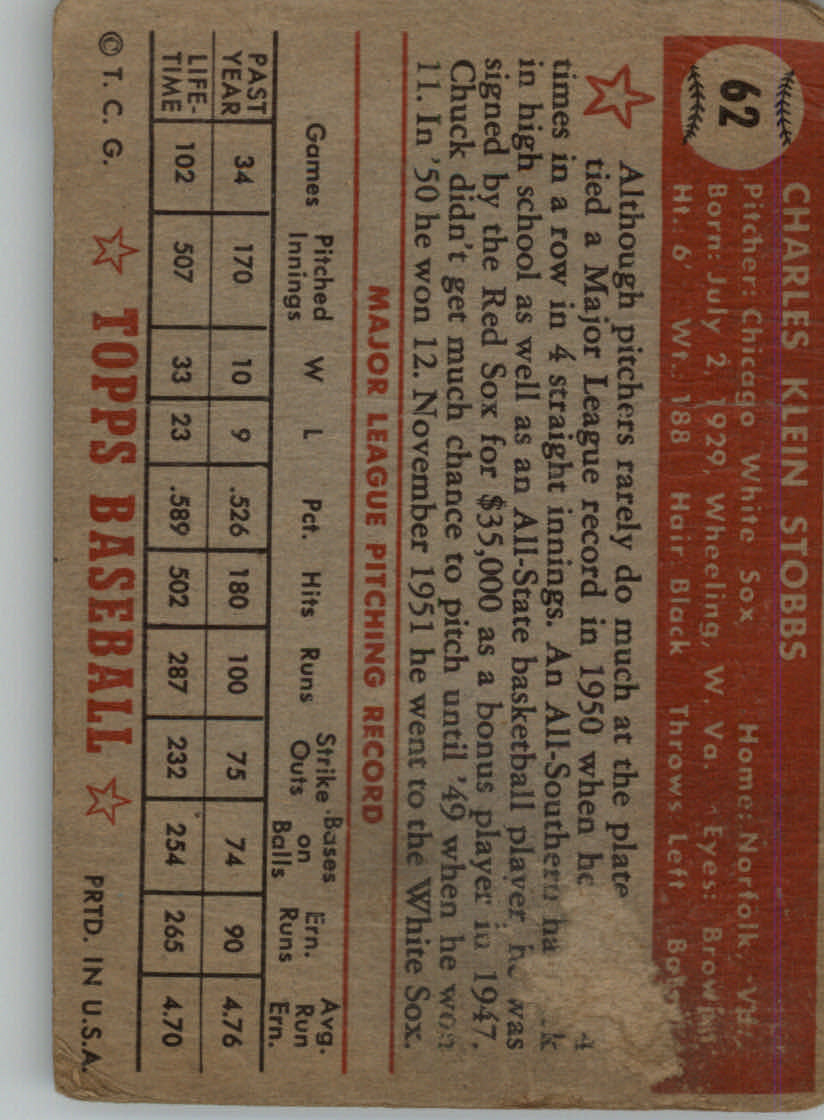 62
CHARLES KLEIN STOBBS
Pitcher: Chicago White Sox Home: Norfolk, Va.
Born: July 2, 1929, Wheeling, W. Va. Eyes: Brown
Ht.: 6' Wt.: 188 Hair: Black Throws: Left
Although pitchers rarely do much at the plate
tied a Major League record in 1950 when he
times in a row in 4 straight innings. An All-Southern
in high school as well as an All-State basketball player, he was
signed by the Red Sox for $35,000 as a bonus player in 1947.
Chuck didn't get much chance to pitch until '49 when he won
11. In '50 he won 12. November 1951 he went to the White Sox.
MAJOR LEAGUE PITCHING RECORD
Games Pitched Innings W L Pct. Hits Runs Strike Outs Bases on Balls Ern. Runs Avg. Run Ern.
PAST YEAR 34 170 10 9 .526 180 100 75 74 90 4.76
LIFE-TIME 102 507 33 23 .589 502 287 232 254 265 4.70
© T. C. G. TOPPS BASEBALL PRTD. IN U.S.A.